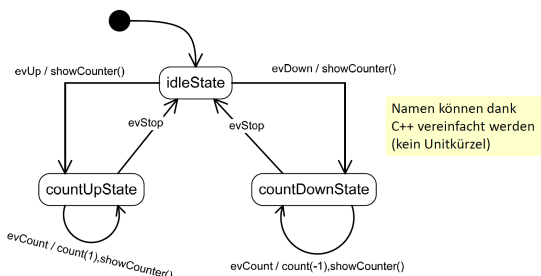 evUp / showCounter()
evDown / showCounter()
idleState
Namen können dank
C++ vereinfacht werden
(kein Unitkürzel)
evStop
evStop
countUpState
countDownState
evCount / count(1),showCounter()
evCount / count(-1),showCounter()